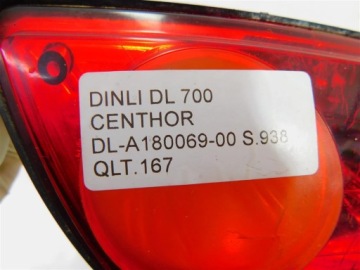 DINLI DL 700
CENTHOR
DL-A180069-00 S.938
QLT.167